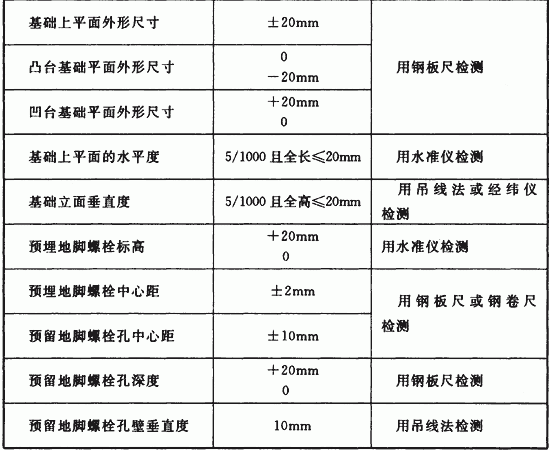 基础上平面外形尺寸 ±20mm 用钢板尺检测
凸台基础平面外形尺寸 0
−20mm
凹台基础平面外形尺寸 +20mm
0
基础上平面的水平度 5/1000且全长≤20mm 用水准仪检测
基础立面垂直度 5/1000且全高≤20mm 用吊线法或经纬仪
检测
预埋地脚螺栓标高 +20mm
0
用水准仪检测
预埋地脚螺栓中心距 ±2mm 用钢板尺或钢卷尺
检测
预留地脚螺栓孔中心距 ±10mm
预留地脚螺栓孔深度 +20mm
0
用钢板尺检测
预留地脚螺栓孔壁垂直度 10mm 用吊线法检测